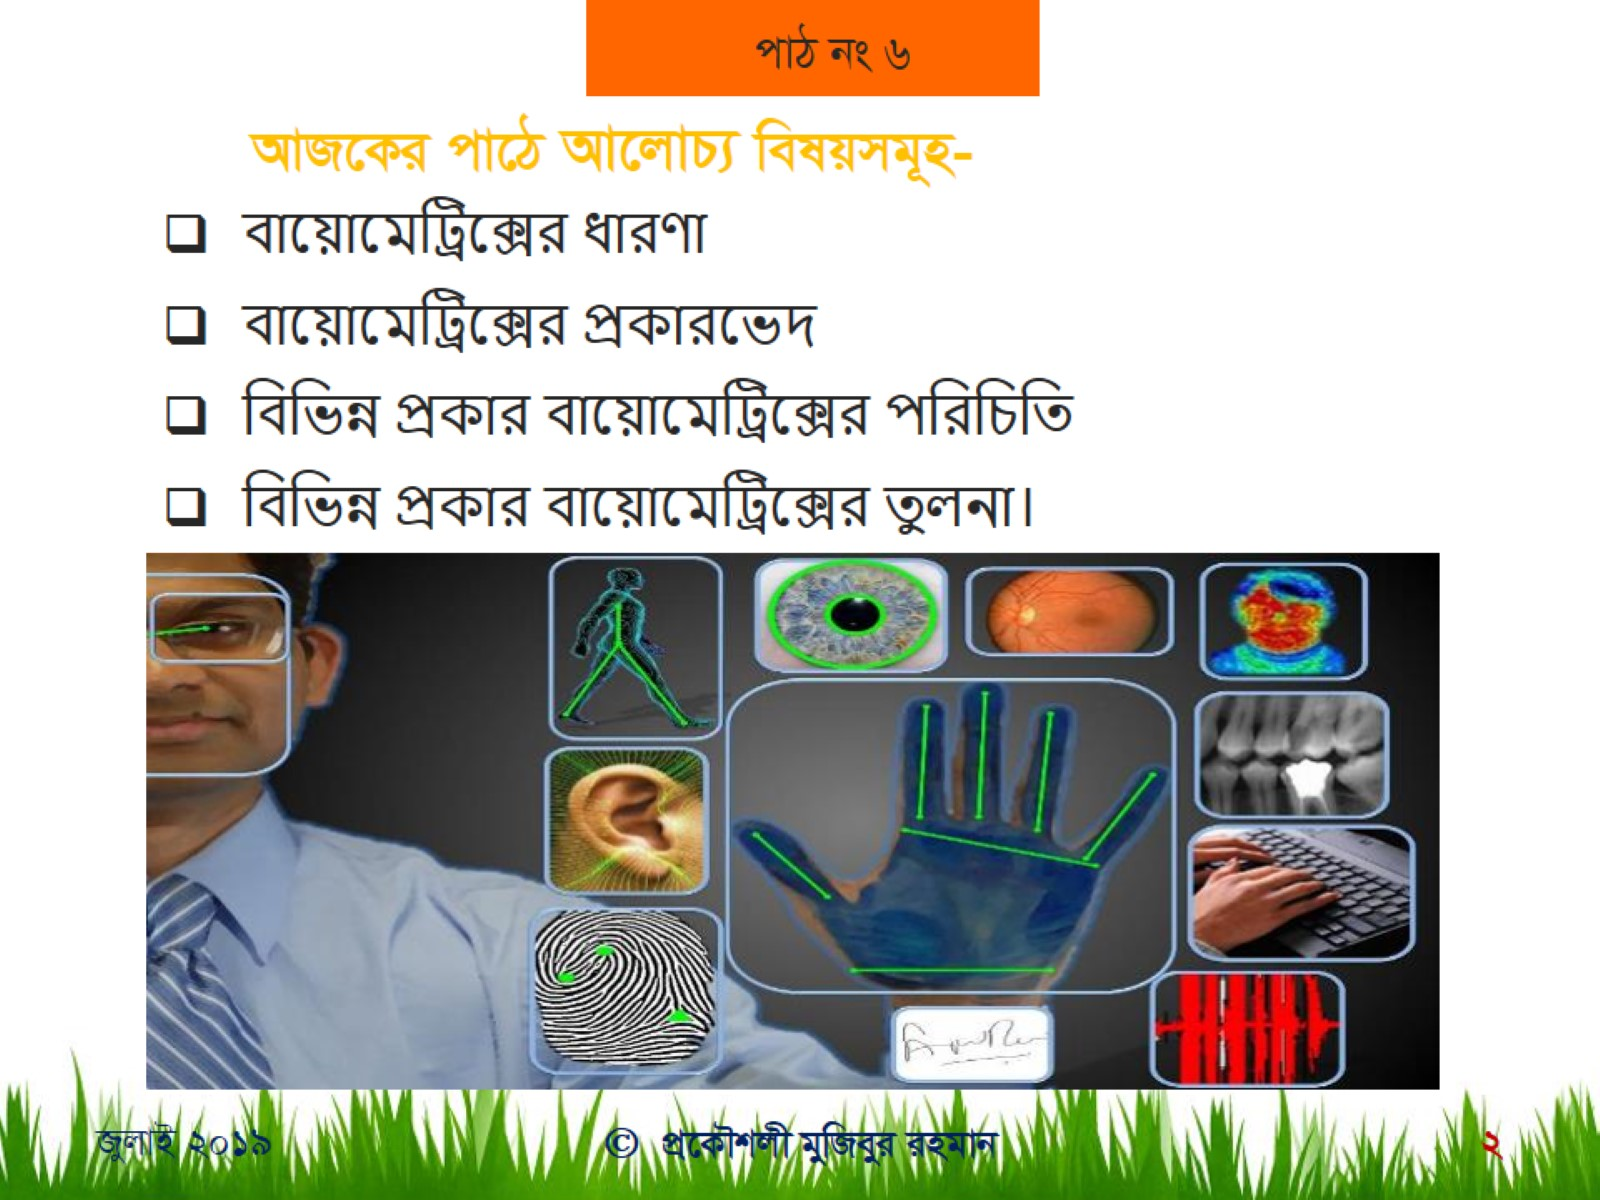 পাঠ নং ৬
আজকের পাঠে আলোচ্য বিষয়সমূহ-
❑ বায়োমেট্রিক্সের ধারণা
❑ বায়োমেট্রিক্সের প্রকারভেদ
❑ বিভিন্ন প্রকার বায়োমেট্রিক্সের পরিচিতি
❑ বিভিন্ন প্রকার বায়োমেট্রিক্সের তুলনা।
জুলাই ২০১৯
© প্রকৌশলী মুজিবুর রহমান
২